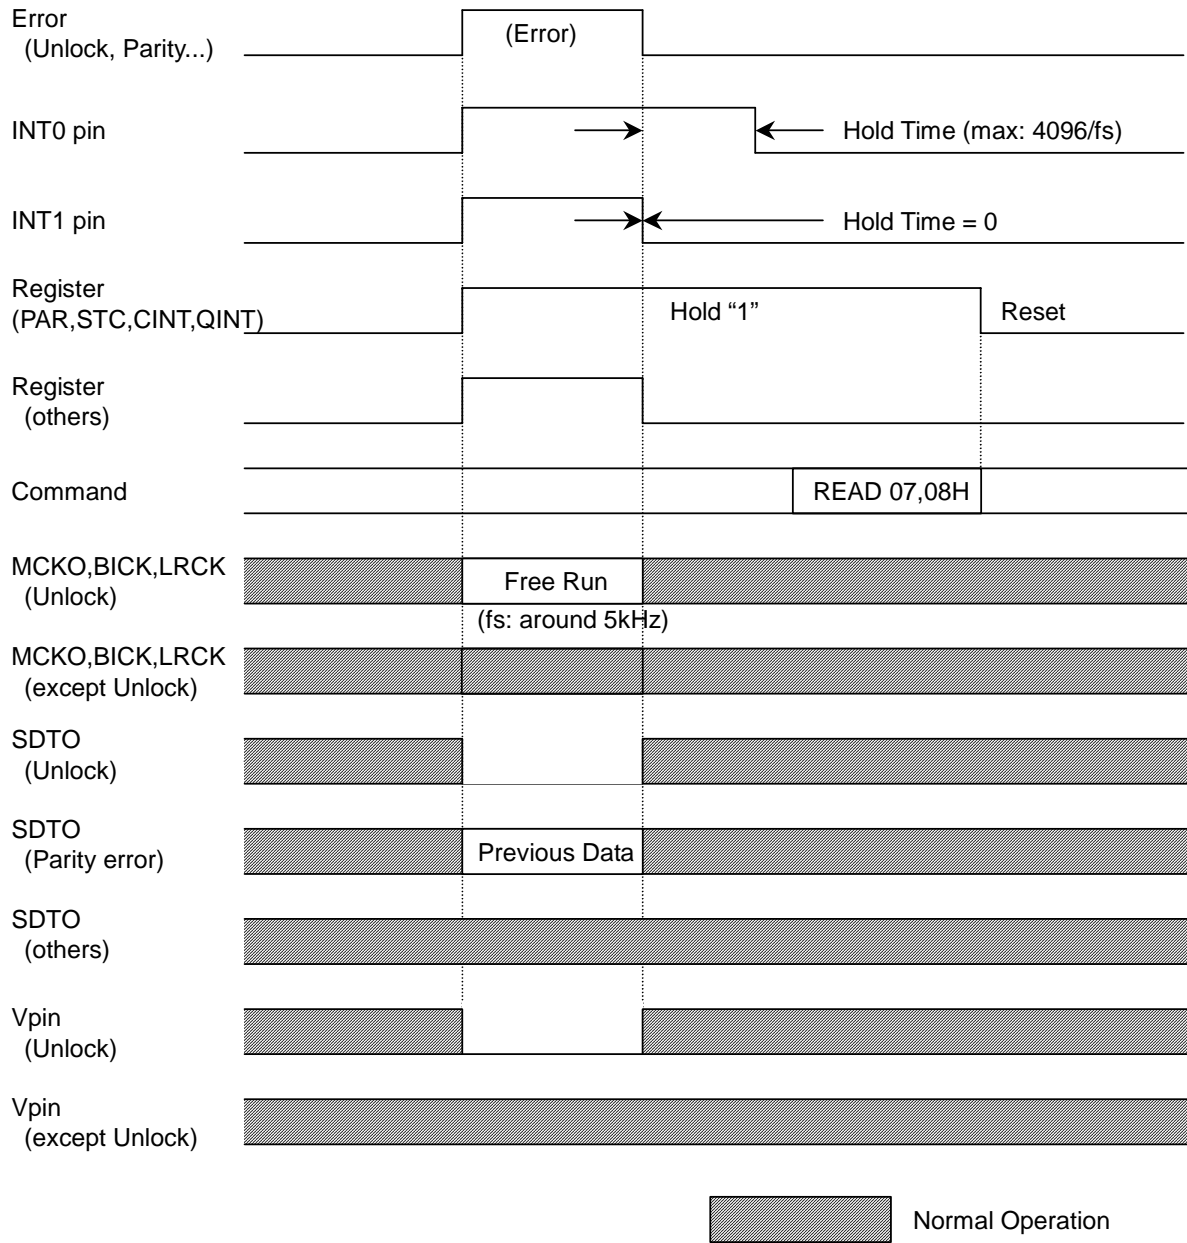 Error
(Unlock, Parity...)
(Error)
INT0 pin
Hold Time (max: 4096/fs)
INT1 pin
Hold Time = 0
Register
(PAR,STC,CINT,QINT)
Hold “1”
Reset
Register
(others)
Command
READ 07,08H
MCKO,BICK,LRCK
(Unlock)
Free Run
(fs: around 5kHz)
MCKO,BICK,LRCK
(except Unlock)
SDTO
(Unlock)
SDTO
(Parity error)
Previous Data
SDTO
(others)
Vpin
(Unlock)
Vpin
(except Unlock)
Normal Operation